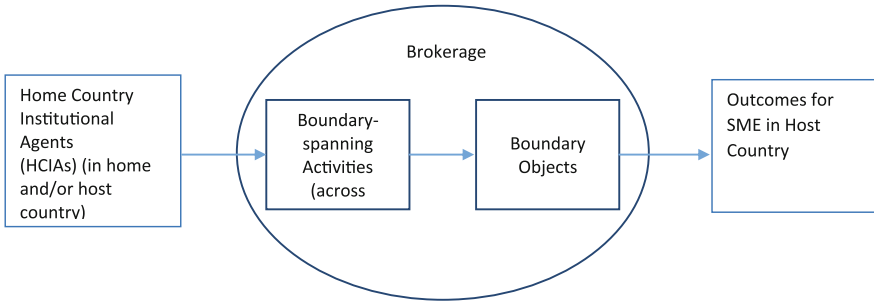 Brokerage
Home Country
Institutional
Agents
(HCIAs) (in home
and/or host
country)
Boundary-
spanning
Activities
(across
Boundary
Objects
Outcomes for
SME in Host
Country